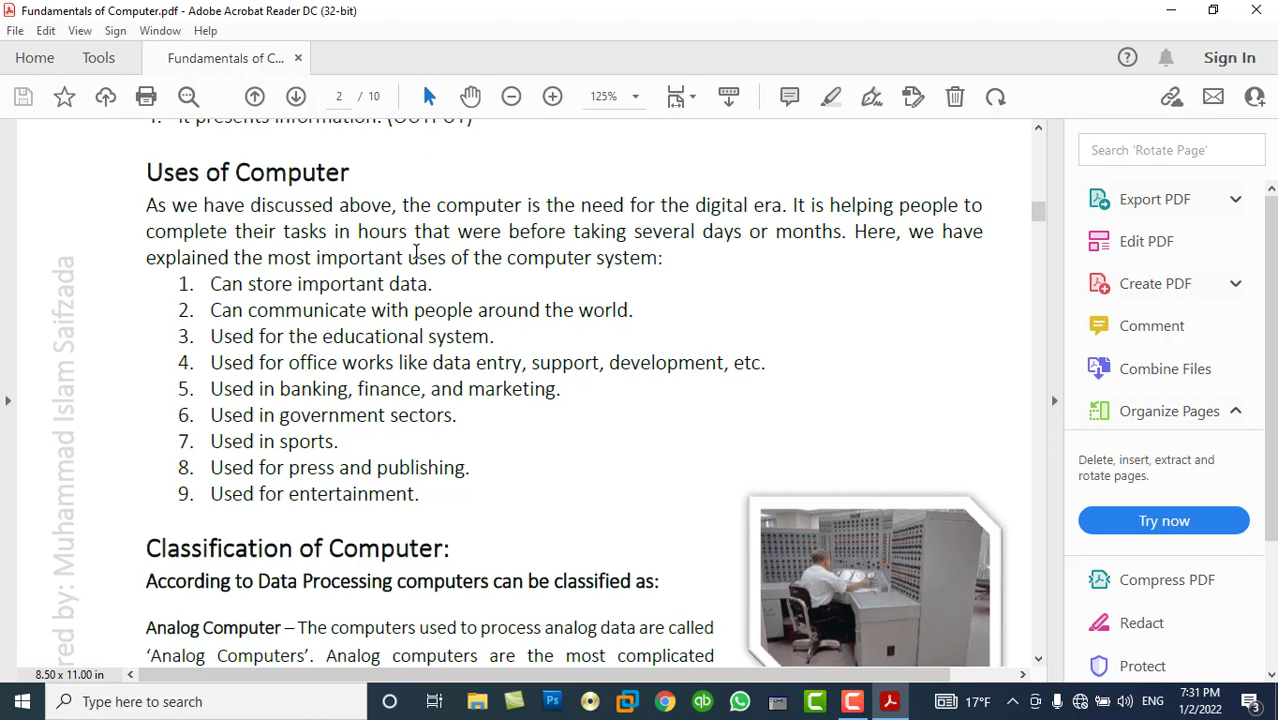 Fundamentals of Computer.pdf - Adobe Acrobat Reader DC (32-bit)
File Edit View Sign Window Help
Home Tools Fundamentals of C... × Sign In
2 / 10 125%
It presents information. (OUTPUT)
Uses of Computer
As we have discussed above, the computer is the need for the digital era. It is helping people to
complete their tasks in hours that were before taking several days or months. Here, we have
explained the most important uses of the computer system:
1. Can store important data.
2. Can communicate with people around the world.
3. Used for the educational system.
4. Used for office works like data entry, support, development, etc.
5. Used in banking, finance, and marketing.
6. Used in government sectors.
7. Used in sports.
8. Used for press and publishing.
9. Used for entertainment.
Classification of Computer:
According to Data Processing computers can be classified as:
Analog Computer – The computers used to process analog data are called
‘Analog Computers’. Analog computers are the most complicated
red by: Muhammad Islam Saifzada
8.50 x 11.00 in
Search 'Rotate Page'
Export PDF
Edit PDF
Create PDF
Comment
Combine Files
Organize Pages
Delete, insert, extract and
rotate pages.
Try now
Compress PDF
Redact
Protect
Type here to search
Ps
qb
17°F
ENG
7:31 PM
1/2/2022
3